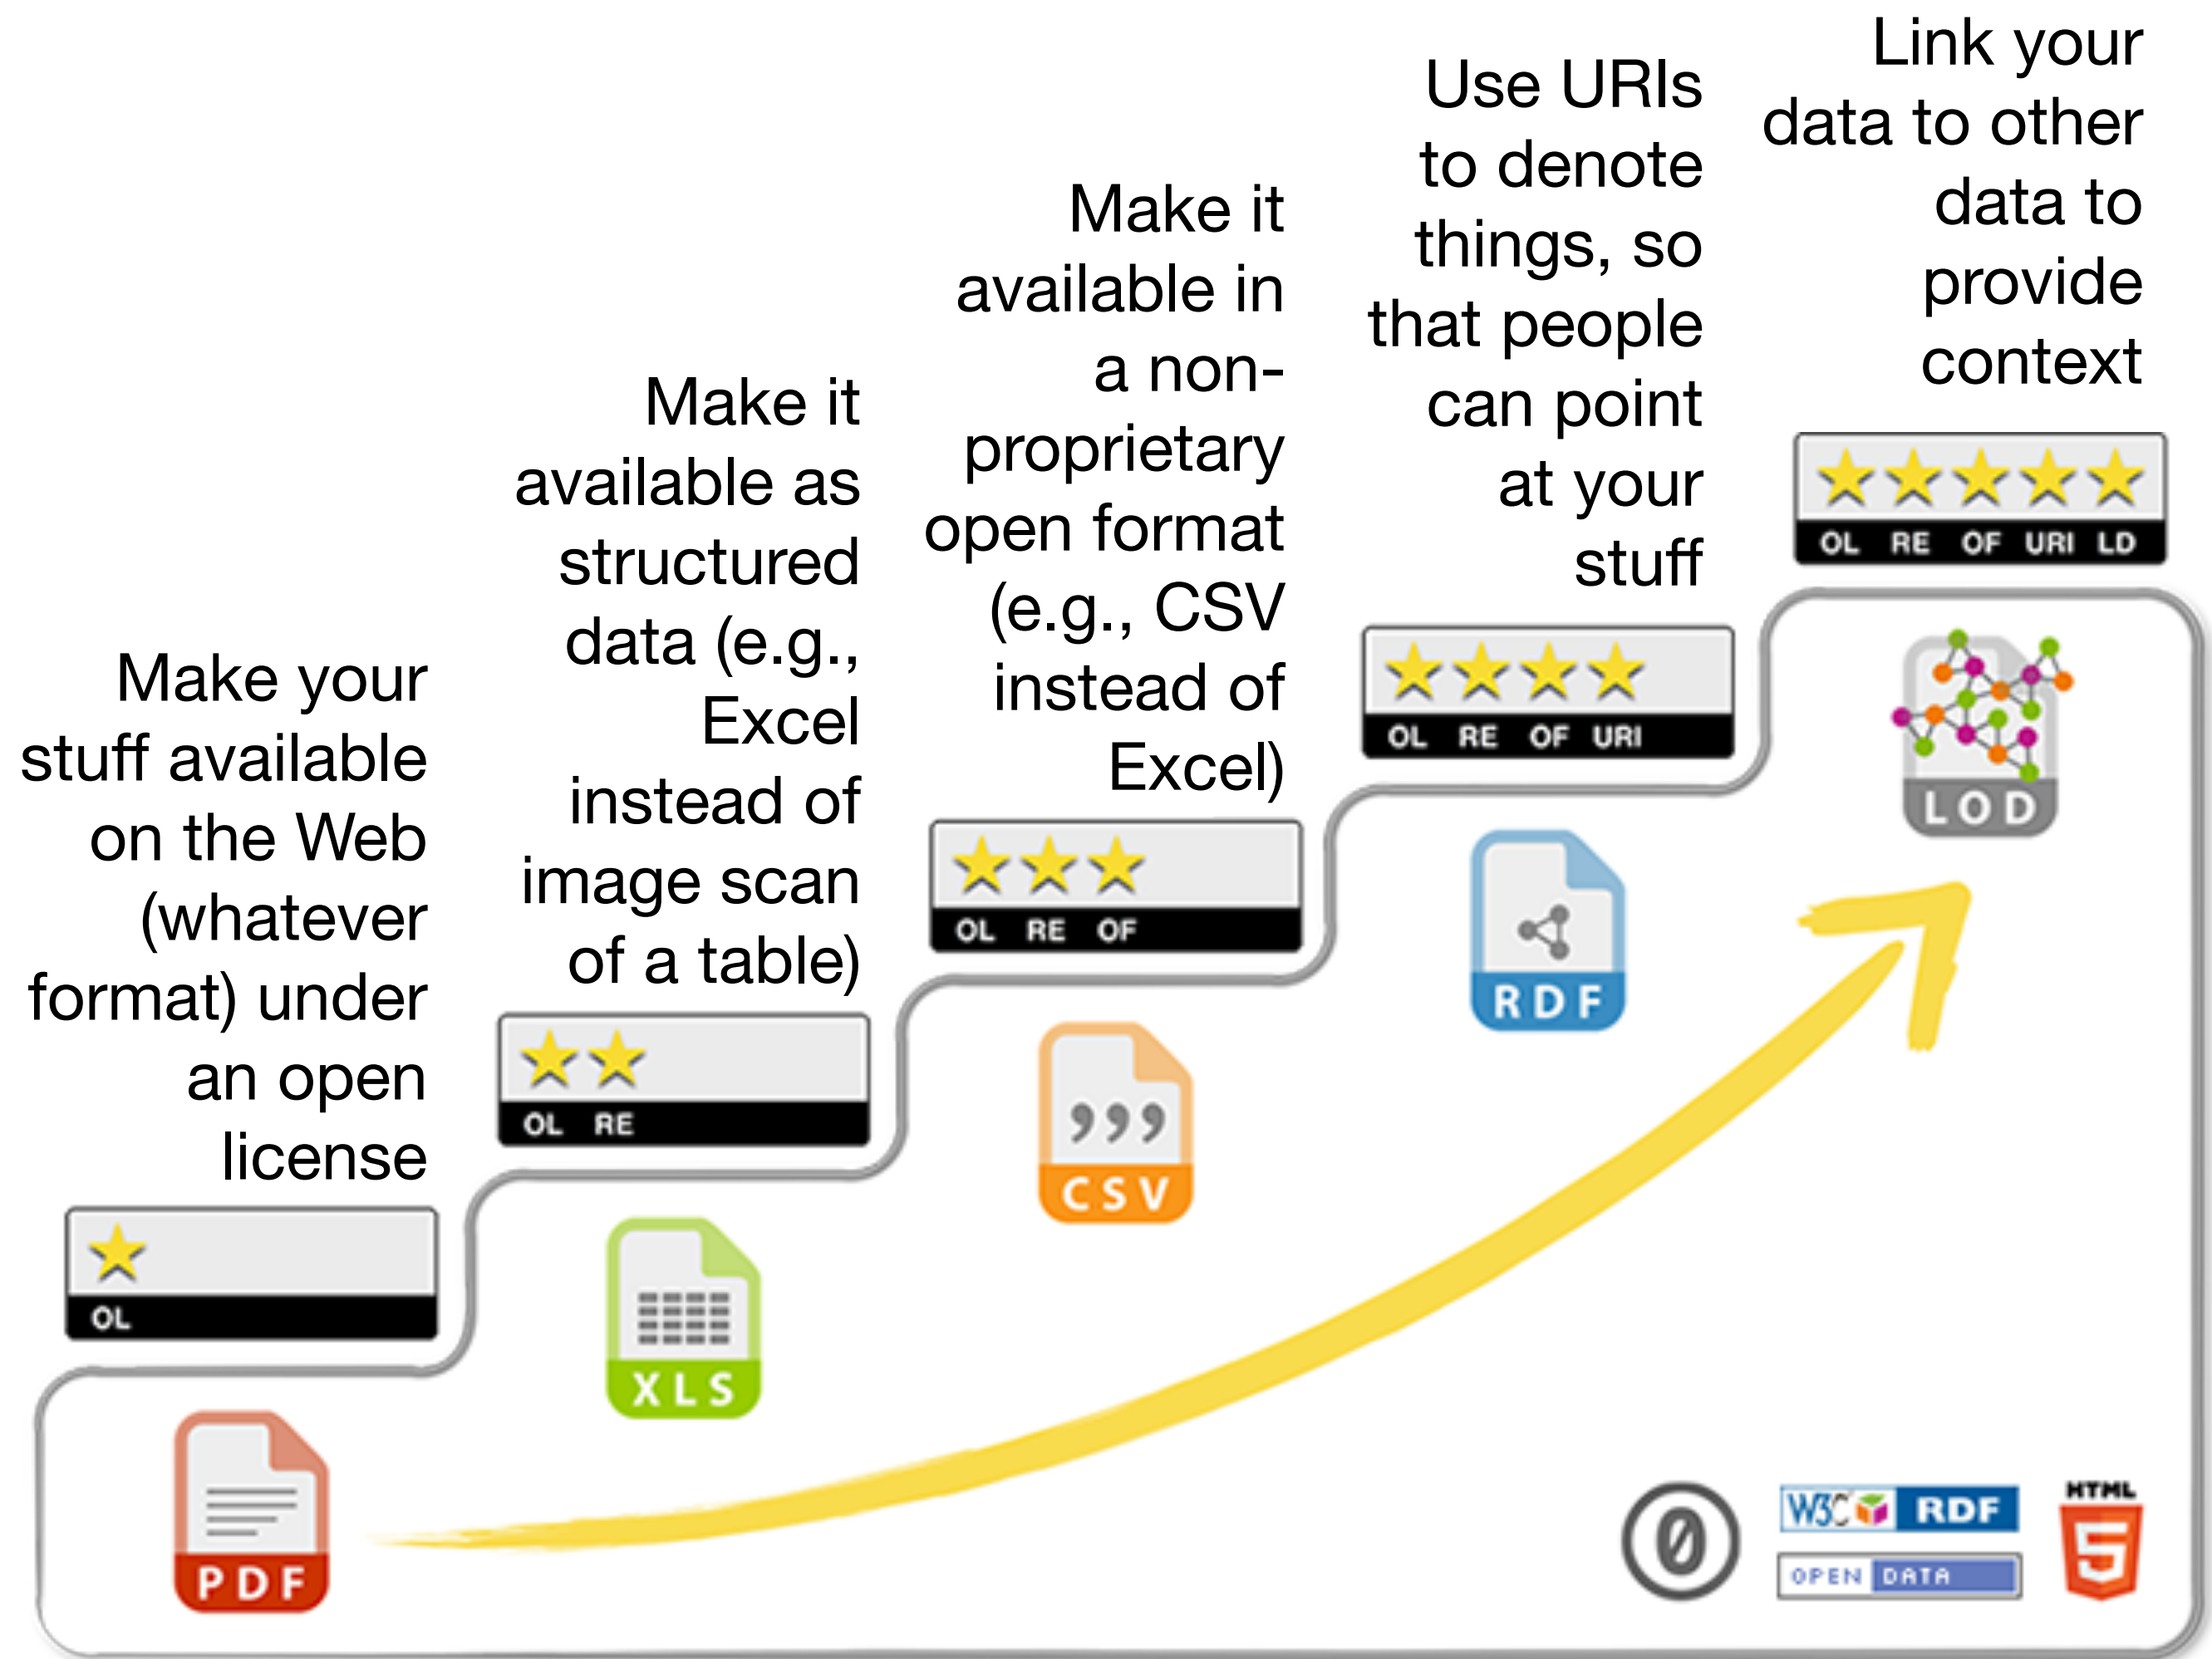 Make your
stuff available
on the Web
(whatever
format) under
an open
license
OL
PDF
Make it
available as
structured
data (e.g.,
Excel
instead of
image scan
of a table)
OL RE
XLS
Make it
available in
a non-
proprietary
open format
(e.g., CSV
instead of
Excel)
OL RE OF
,,,
CSV
Use URIs
to denote
things, so
that people
can point
at your
stuff
OL RE OF URI
RDF
Link your
data to other
data to
provide
context
OL RE OF URI LD
LOD
0
W3C RDF
OPEN DATA
HTML
5